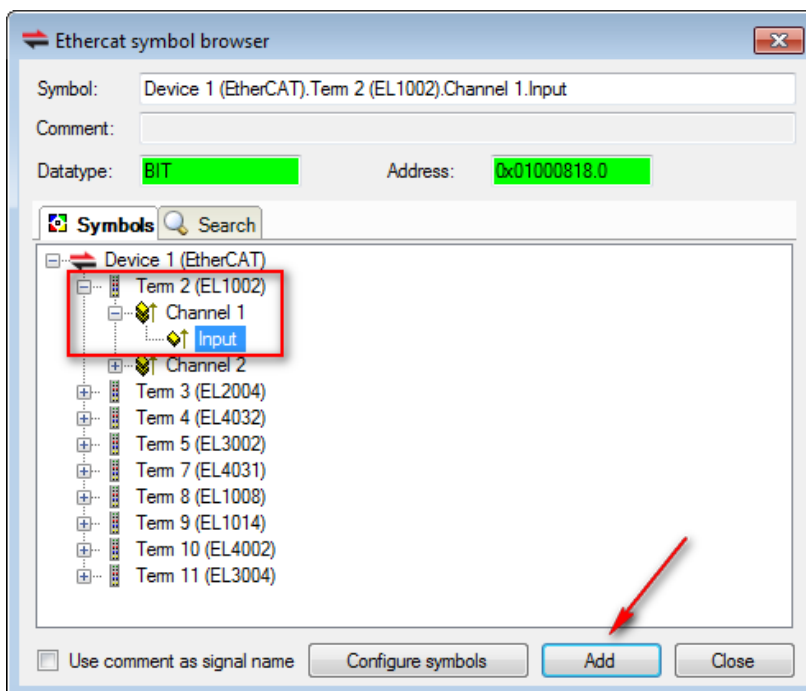 Ethercat symbol browser
Symbol: Device 1 (EtherCAT).Term 2 (EL1002).Channel 1.Input
Comment:
Datatype: BIT Address: 0x01000818.0
Symbols Search
Device 1 (EtherCAT)
Term 2 (EL1002)
Channel 1
Input
Channel 2
Term 3 (EL2004)
Term 4 (EL4032)
Term 5 (EL3002)
Term 7 (EL4031)
Term 8 (EL1008)
Term 9 (EL1014)
Term 10 (EL4002)
Term 11 (EL3004)
Use comment as signal name Configure symbols Add Close